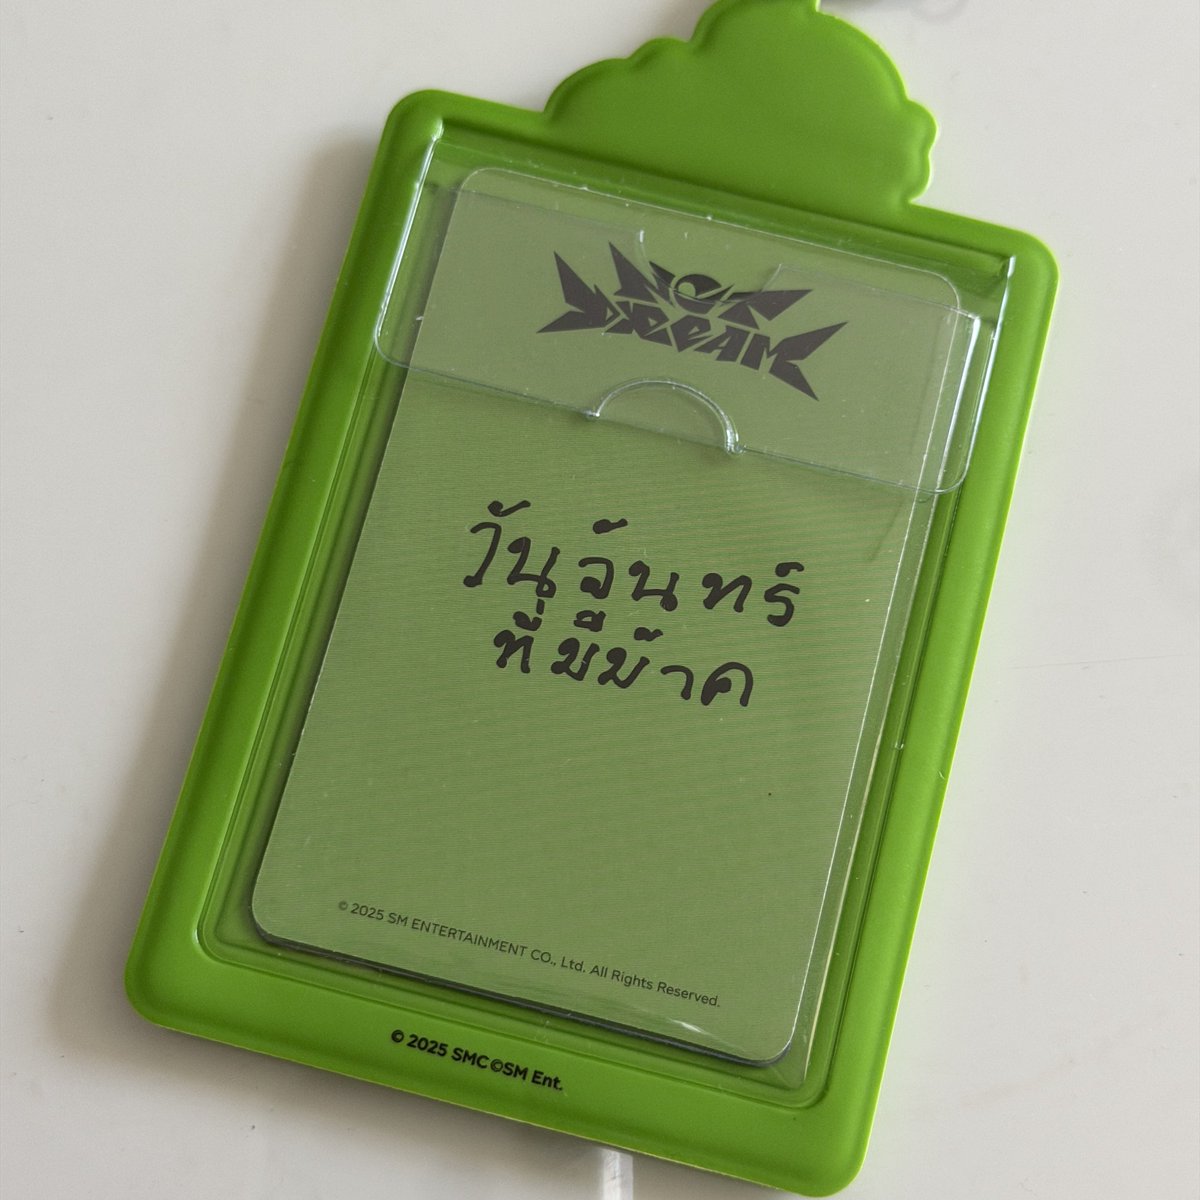 NCT
DREAM
วันจันทร์
ที่มีม๊าค
© 2025 SM ENTERTAINMENT CO., Ltd. All Rights Reserved.
© 2025 SMC©SM Ent.